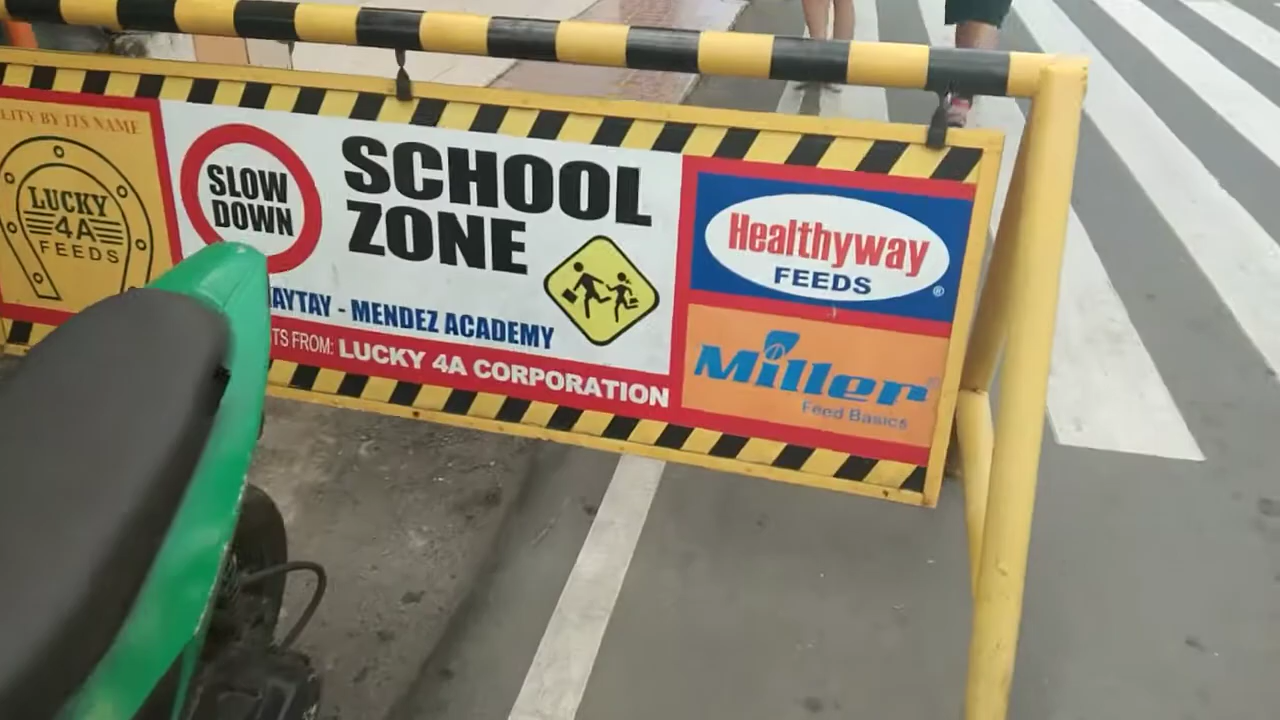 LITY BY ITS NAME
LUCKY
4A
FEEDS
SLOW
DOWN
SCHOOL
ZONE
AYTAY - MENDEZ ACADEMY
TS FROM: LUCKY 4A CORPORATION
Healthyway
FEEDS
®
Miller
Feed Basics